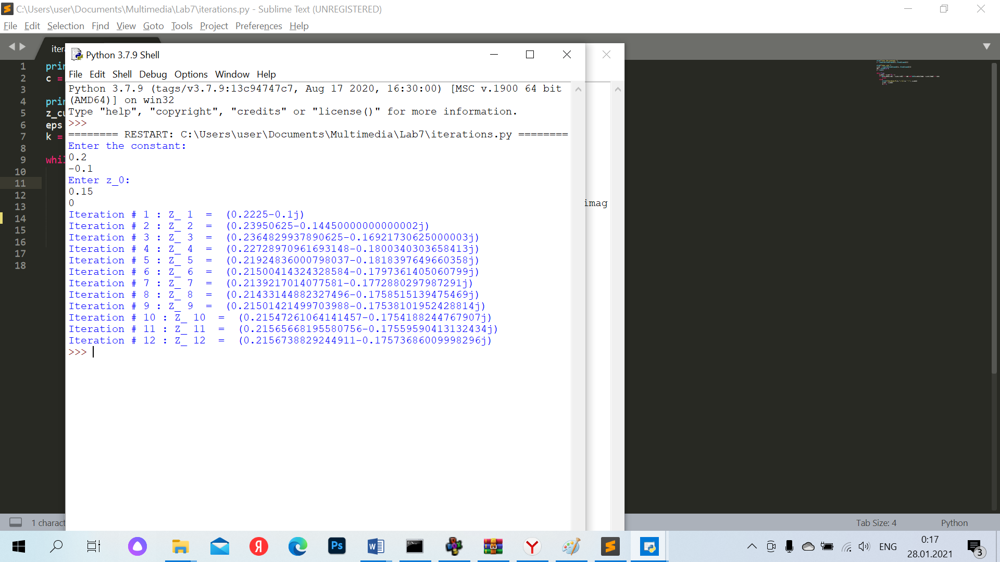 C:\Users\user\Documents\Multimedia\Lab7\iterations.py - Sublime Text (UNREGISTERED)
File Edit Selection Find View Goto Tools Project Preferences Help
Python 3.7.9 Shell
File Edit Shell Debug Options Window Help
Python 3.7.9 (tags/v3.7.9:13c94747c7, Aug 17 2020, 16:30:00) [MSC v.1900 64 bit
(AMD64)] on win32
Type "help", "copyright", "credits" or "license()" for more information.
>>>
======== RESTART: C:\Users\user\Documents\Multimedia\Lab7\iterations.py ========
Enter the constant:
0.2
-0.1
Enter z_0:
0.15
0
Iteration # 1 : Z_ 1 = (0.2225-0.1j)
Iteration # 2 : Z_ 2 = (0.23950625-0.14450000000000002j)
Iteration # 3 : Z_ 3 = (0.2364829937890625-0.16921730625000003j)
Iteration # 4 : Z_ 4 = (0.22728970961693148-0.1800340303658413j)
Iteration # 5 : Z_ 5 = (0.21924836000798037-0.1818397649660358j)
Iteration # 6 : Z_ 6 = (0.21500414324328584-0.1797361405060799j)
Iteration # 7 : Z_ 7 = (0.2139217014077581-0.1772880297987291j)
Iteration # 8 : Z_ 8 = (0.21433144882327496-0.1758515139475469j)
Iteration # 9 : Z_ 9 = (0.21501421499703988-0.17538101952428814j)
Iteration # 10 : Z_ 10 = (0.21547261064141457-0.1754188244767907j)
Iteration # 11 : Z_ 11 = (0.21565668195580756-0.17559590413132434j)
Iteration # 12 : Z_ 12 = (0.2156738829244911-0.17573686009998296j)
>>>
imag
1
2 c =
3
4
5
6 eps
7 k =
8
9
10
11
12
13
14
15
16
17
18
Tab Size: 4 Python
Ps
ENG
0:17
28.01.2021
3